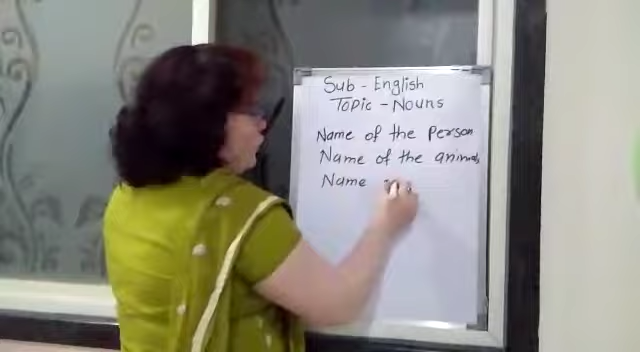 Sub - English
Topic - Nouns
Name of the Person
Name of the animals
Name